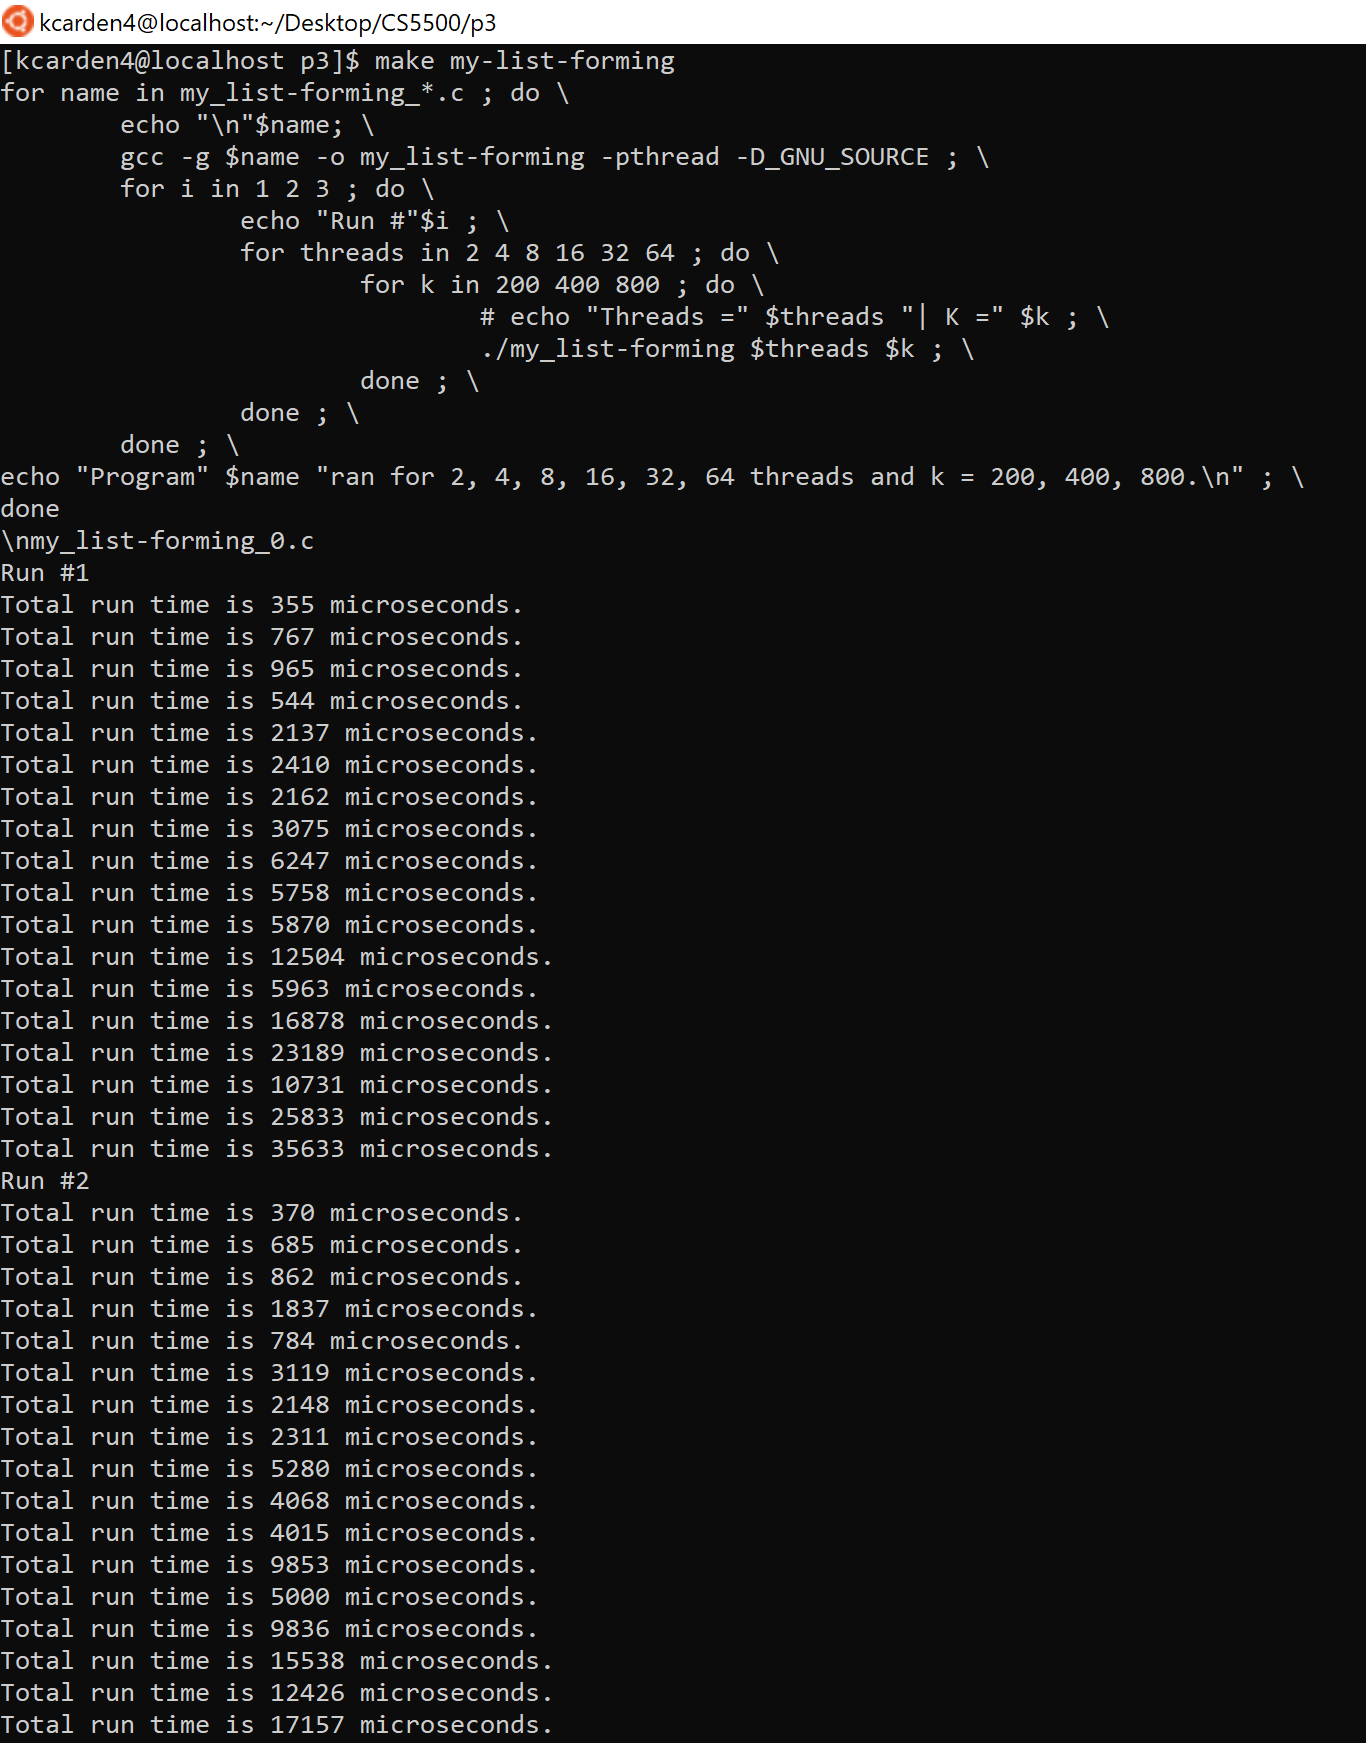 kcarden4@localhost:~/Desktop/CS5500/p3
[kcarden4@localhost p3]$ make my-list-forming
for name in my_list-forming_*.c ; do \
        echo "\n"$name; \
        gcc -g $name -o my_list-forming -pthread -D_GNU_SOURCE ; \
        for i in 1 2 3 ; do \
                echo "Run #"$i ; \
                for threads in 2 4 8 16 32 64 ; do \
                        for k in 200 400 800 ; do \
                                # echo "Threads =" $threads "| K =" $k ; \
                                ./my_list-forming $threads $k ; \
                        done ; \
                done ; \
        done ; \
echo "Program" $name "ran for 2, 4, 8, 16, 32, 64 threads and k = 200, 400, 800.\n" ; \
done
\nmy_list-forming_0.c
Run #1
Total run time is 355 microseconds.
Total run time is 767 microseconds.
Total run time is 965 microseconds.
Total run time is 544 microseconds.
Total run time is 2137 microseconds.
Total run time is 2410 microseconds.
Total run time is 2162 microseconds.
Total run time is 3075 microseconds.
Total run time is 6247 microseconds.
Total run time is 5758 microseconds.
Total run time is 5870 microseconds.
Total run time is 12504 microseconds.
Total run time is 5963 microseconds.
Total run time is 16878 microseconds.
Total run time is 23189 microseconds.
Total run time is 10731 microseconds.
Total run time is 25833 microseconds.
Total run time is 35633 microseconds.
Run #2
Total run time is 370 microseconds.
Total run time is 685 microseconds.
Total run time is 862 microseconds.
Total run time is 1837 microseconds.
Total run time is 784 microseconds.
Total run time is 3119 microseconds.
Total run time is 2148 microseconds.
Total run time is 2311 microseconds.
Total run time is 5280 microseconds.
Total run time is 4068 microseconds.
Total run time is 4015 microseconds.
Total run time is 9853 microseconds.
Total run time is 5000 microseconds.
Total run time is 9836 microseconds.
Total run time is 15538 microseconds.
Total run time is 12426 microseconds.
Total run time is 17157 microseconds.